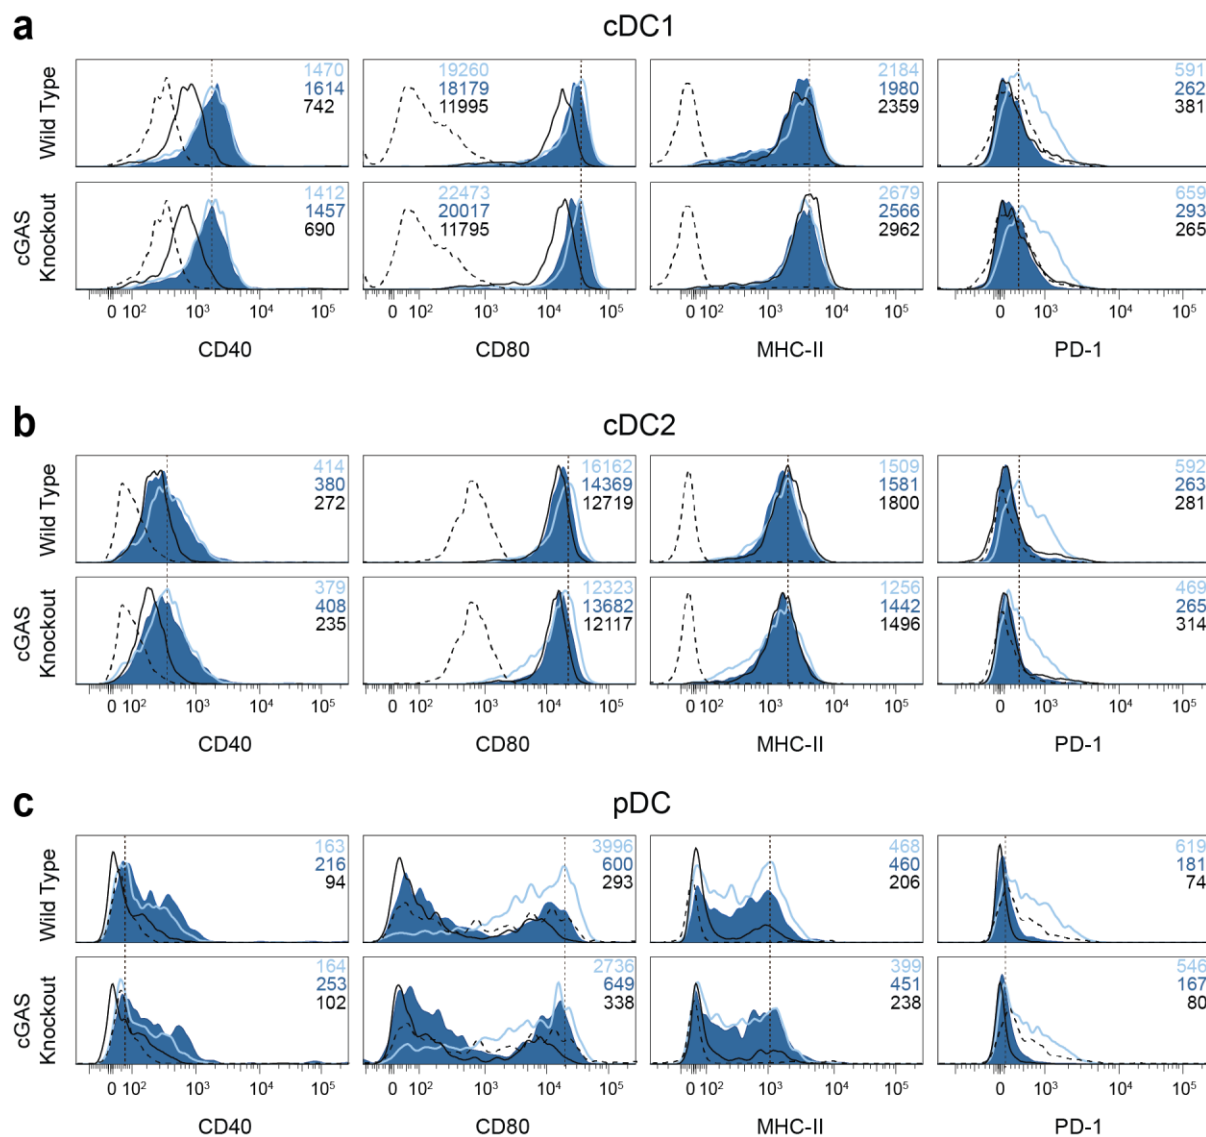 a
cDC1
Wild Type
1470
1614
742
19260
18179
11995
2184
1980
2359
591
262
381
cGAS
Knockout
1412
1457
690
22473
20017
11795
2679
2566
2962
659
293
265
0 10² 10³ 10⁴ 10⁵
0 10³ 10⁴ 10⁵
0 10² 10³ 10⁴ 10⁵
0 10³ 10⁴ 10⁵
CD40
CD80
MHC-II
PD-1
b
cDC2
Wild Type
414
380
272
16162
14369
12719
1509
1581
1800
592
263
281
cGAS
Knockout
379
408
235
12323
13682
12117
1256
1442
1496
469
265
314
0 10² 10³ 10⁴ 10⁵
0 10³ 10⁴ 10⁵
0 10² 10³ 10⁴ 10⁵
0 10³ 10⁴ 10⁵
CD40
CD80
MHC-II
PD-1
c
pDC
Wild Type
163
216
94
3996
600
293
468
460
206
619
181
74
cGAS
Knockout
164
253
102
2736
649
338
399
451
238
546
167
80
0 10² 10³ 10⁴ 10⁵
0 10³ 10⁴ 10⁵
0 10² 10³ 10⁴ 10⁵
0 10³ 10⁴ 10⁵
CD40
CD80
MHC-II
PD-1